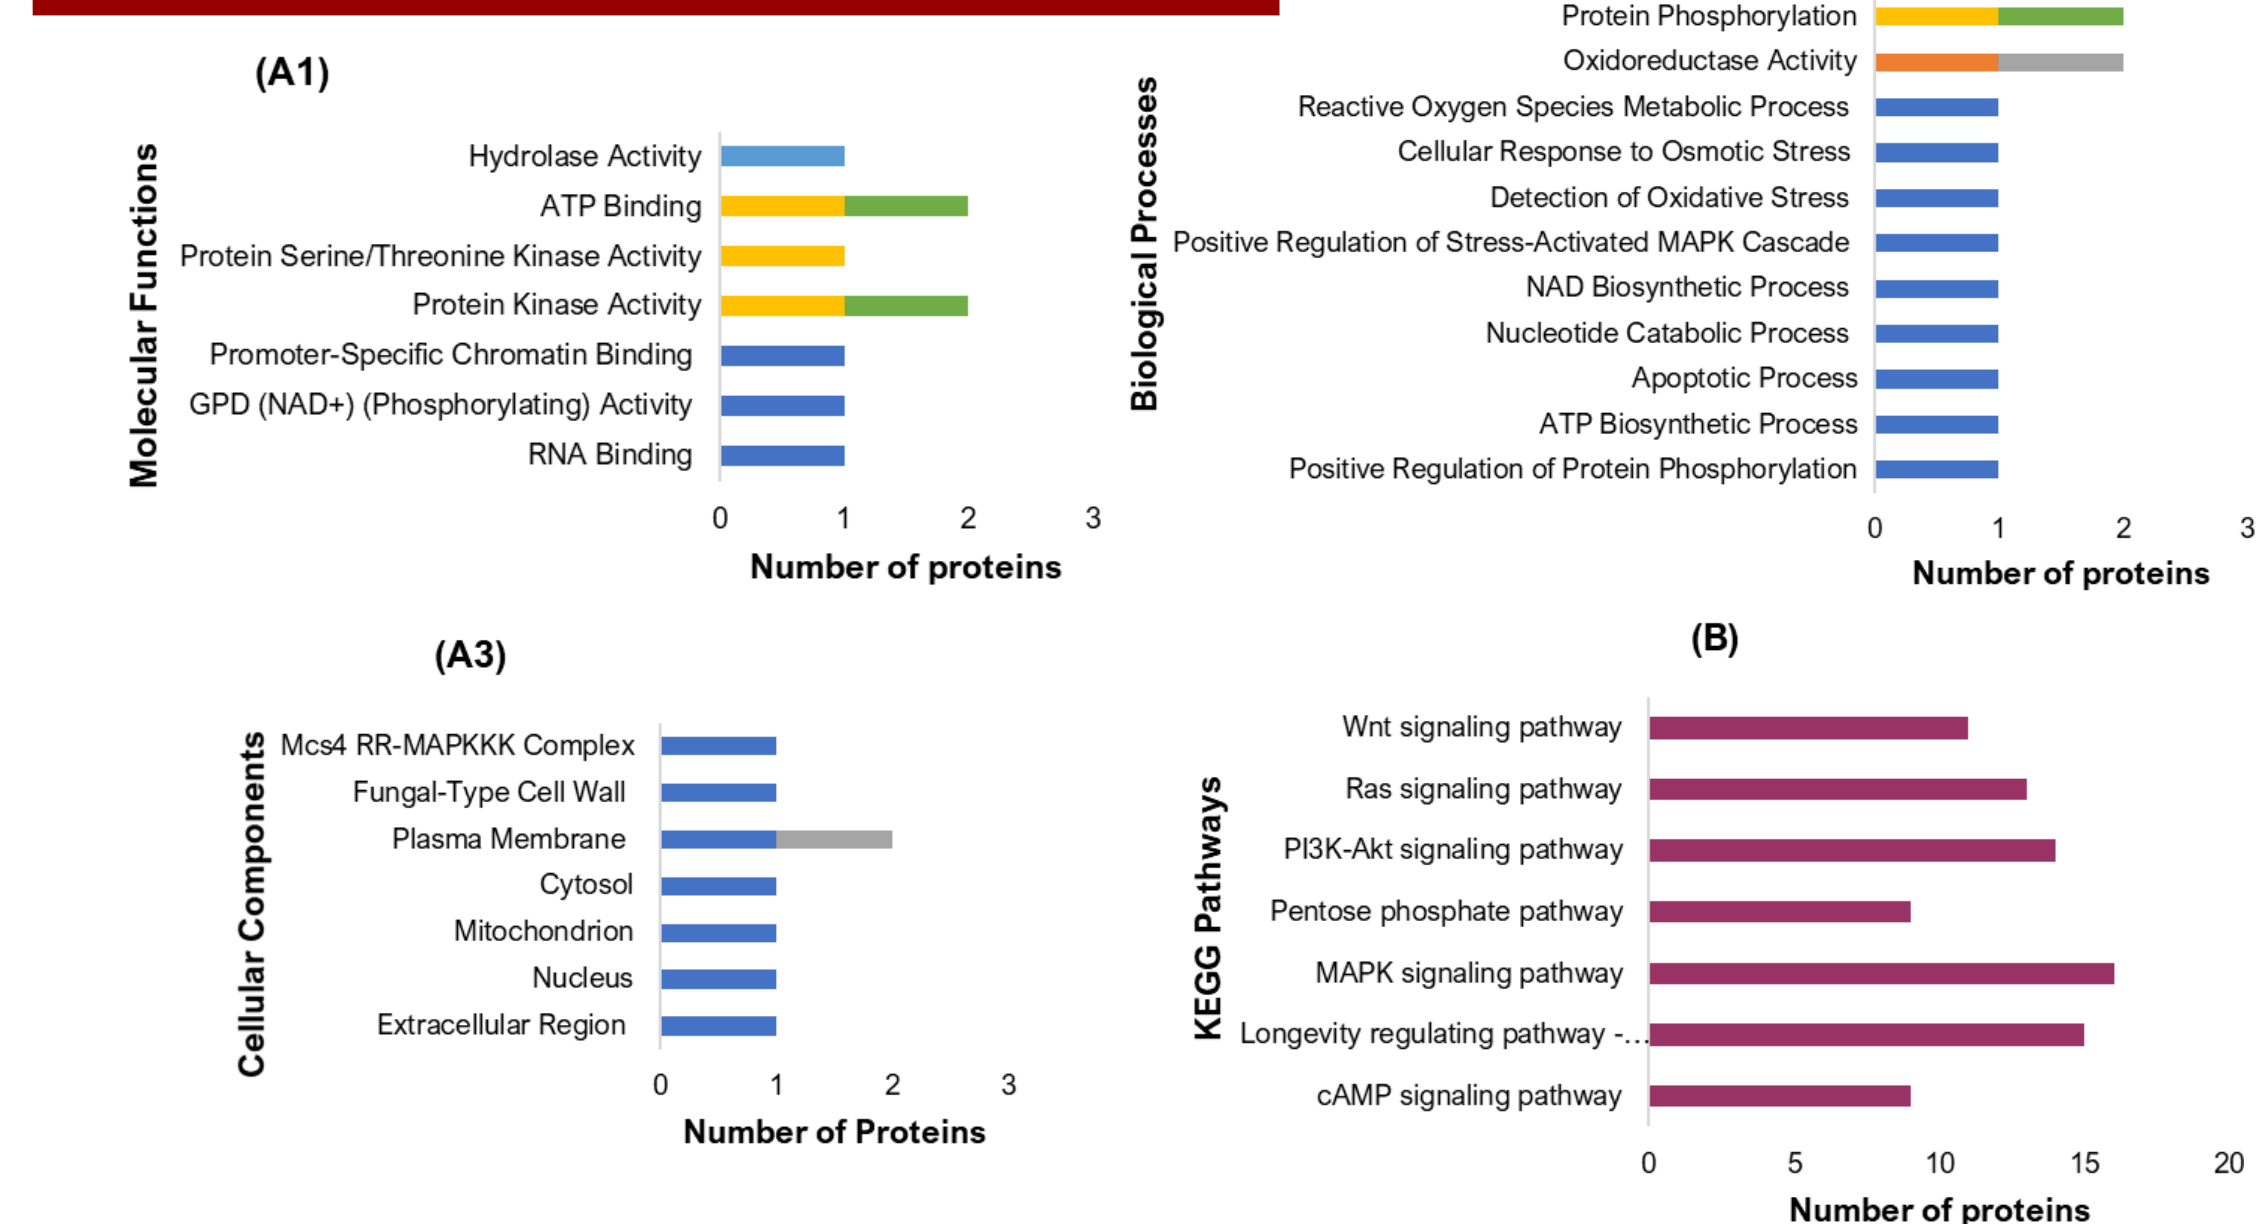 (A1)
Molecular Functions
Hydrolase Activity
ATP Binding
Protein Serine/Threonine Kinase Activity
Protein Kinase Activity
Promoter-Specific Chromatin Binding
GPD (NAD+) (Phosphorylating) Activity
RNA Binding
0 1 2 3
Number of proteins
Biological Processes
Protein Phosphorylation
Oxidoreductase Activity
Reactive Oxygen Species Metabolic Process
Cellular Response to Osmotic Stress
Detection of Oxidative Stress
Positive Regulation of Stress-Activated MAPK Cascade
NAD Biosynthetic Process
Nucleotide Catabolic Process
Apoptotic Process
ATP Biosynthetic Process
Positive Regulation of Protein Phosphorylation
0 1 2 3
Number of proteins
(A3)
Cellular Components
Mcs4 RR-MAPKKK Complex
Fungal-Type Cell Wall
Plasma Membrane
Cytosol
Mitochondrion
Nucleus
Extracellular Region
0 1 2 3
Number of Proteins
(B)
KEGG Pathways
Wnt signaling pathway
Ras signaling pathway
PI3K-Akt signaling pathway
Pentose phosphate pathway
MAPK signaling pathway
Longevity regulating pathway -...
cAMP signaling pathway
0 5 10 15 20
Number of proteins